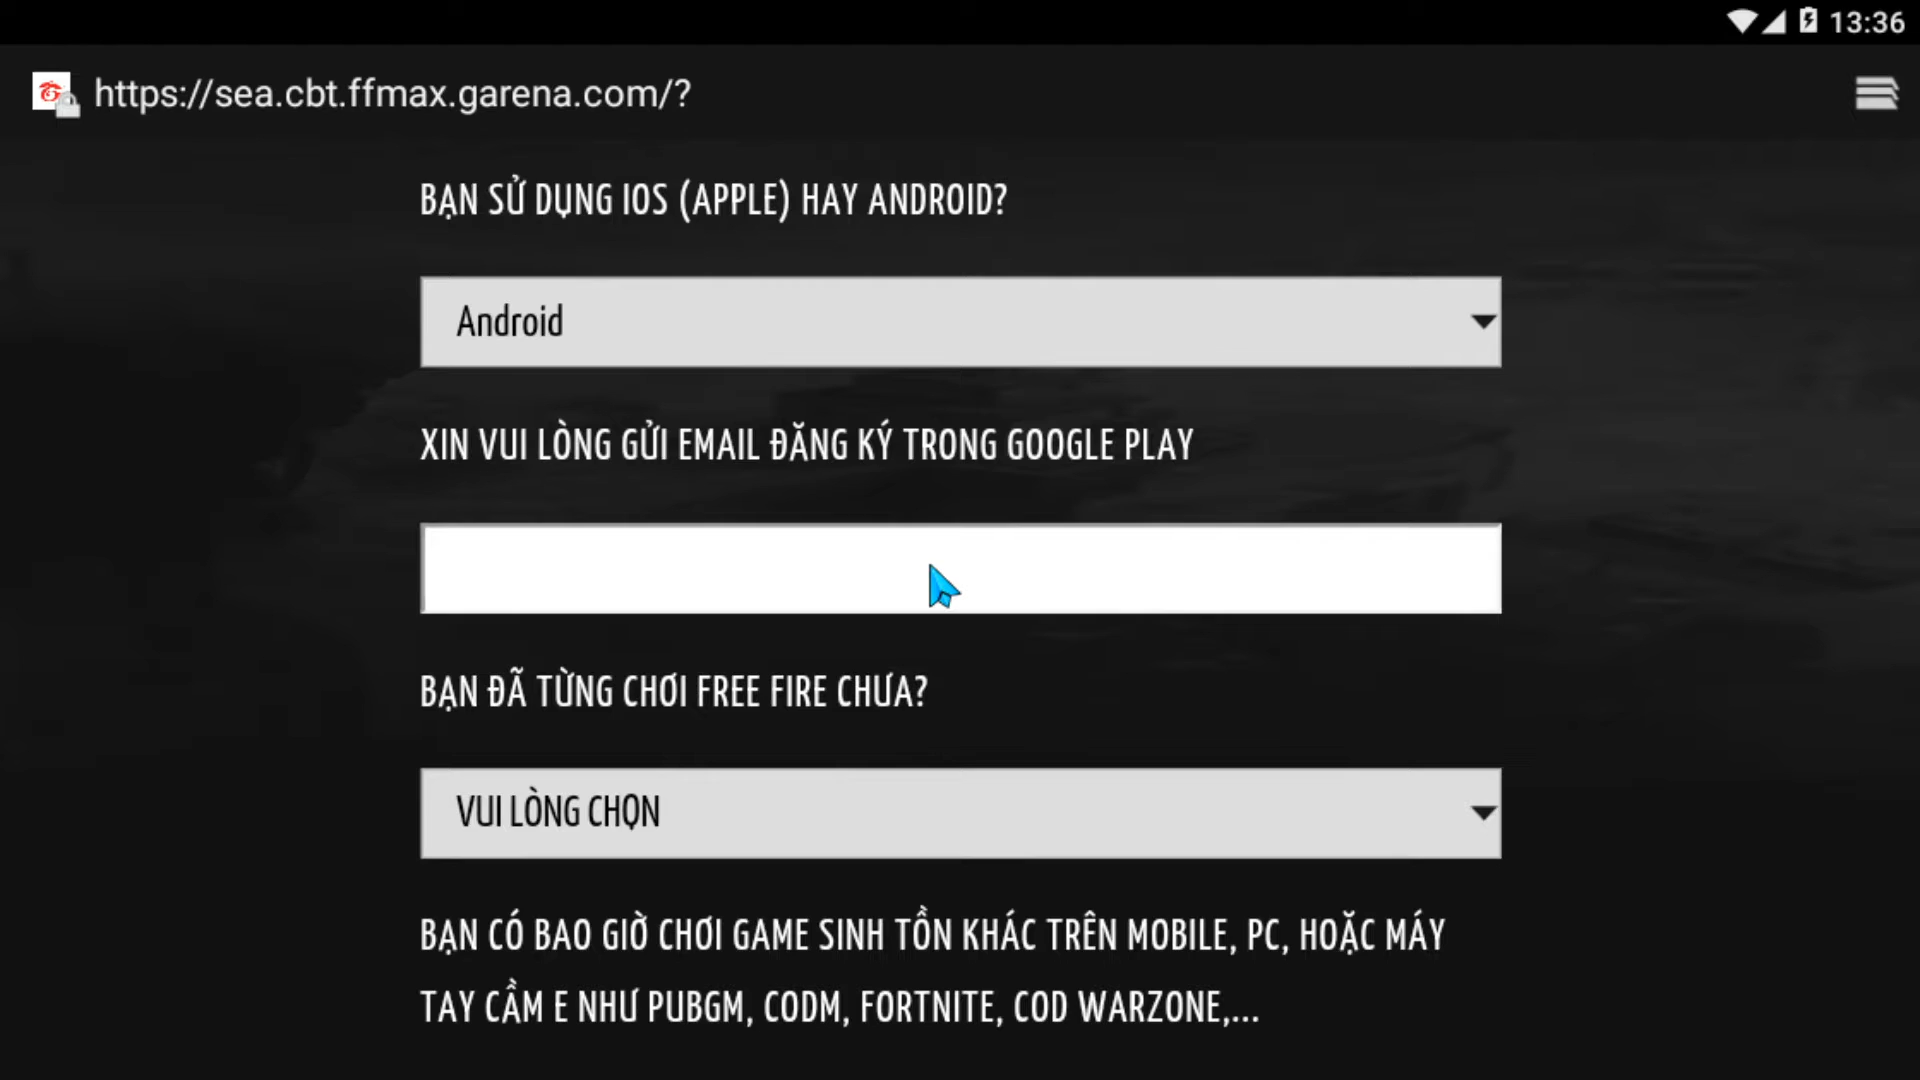 13:36
https://sea.cbt.ffmax.garena.com/?
BẠN SỬ DỤNG IOS (APPLE) HAY ANDROID?
Android
XIN VUI LÒNG GỬI EMAIL ĐĂNG KÝ TRONG GOOGLE PLAY
BẠN ĐÃ TỪNG CHƠI FREE FIRE CHƯA?
VUI LÒNG CHỌN
BẠN CÓ BAO GIỜ CHƠI GAME SINH TỒN KHÁC TRÊN MOBILE, PC, HOẶC MÁY
TAY CẦM E NHƯ PUBGM, CODM, FORTNITE, COD WARZONE,...